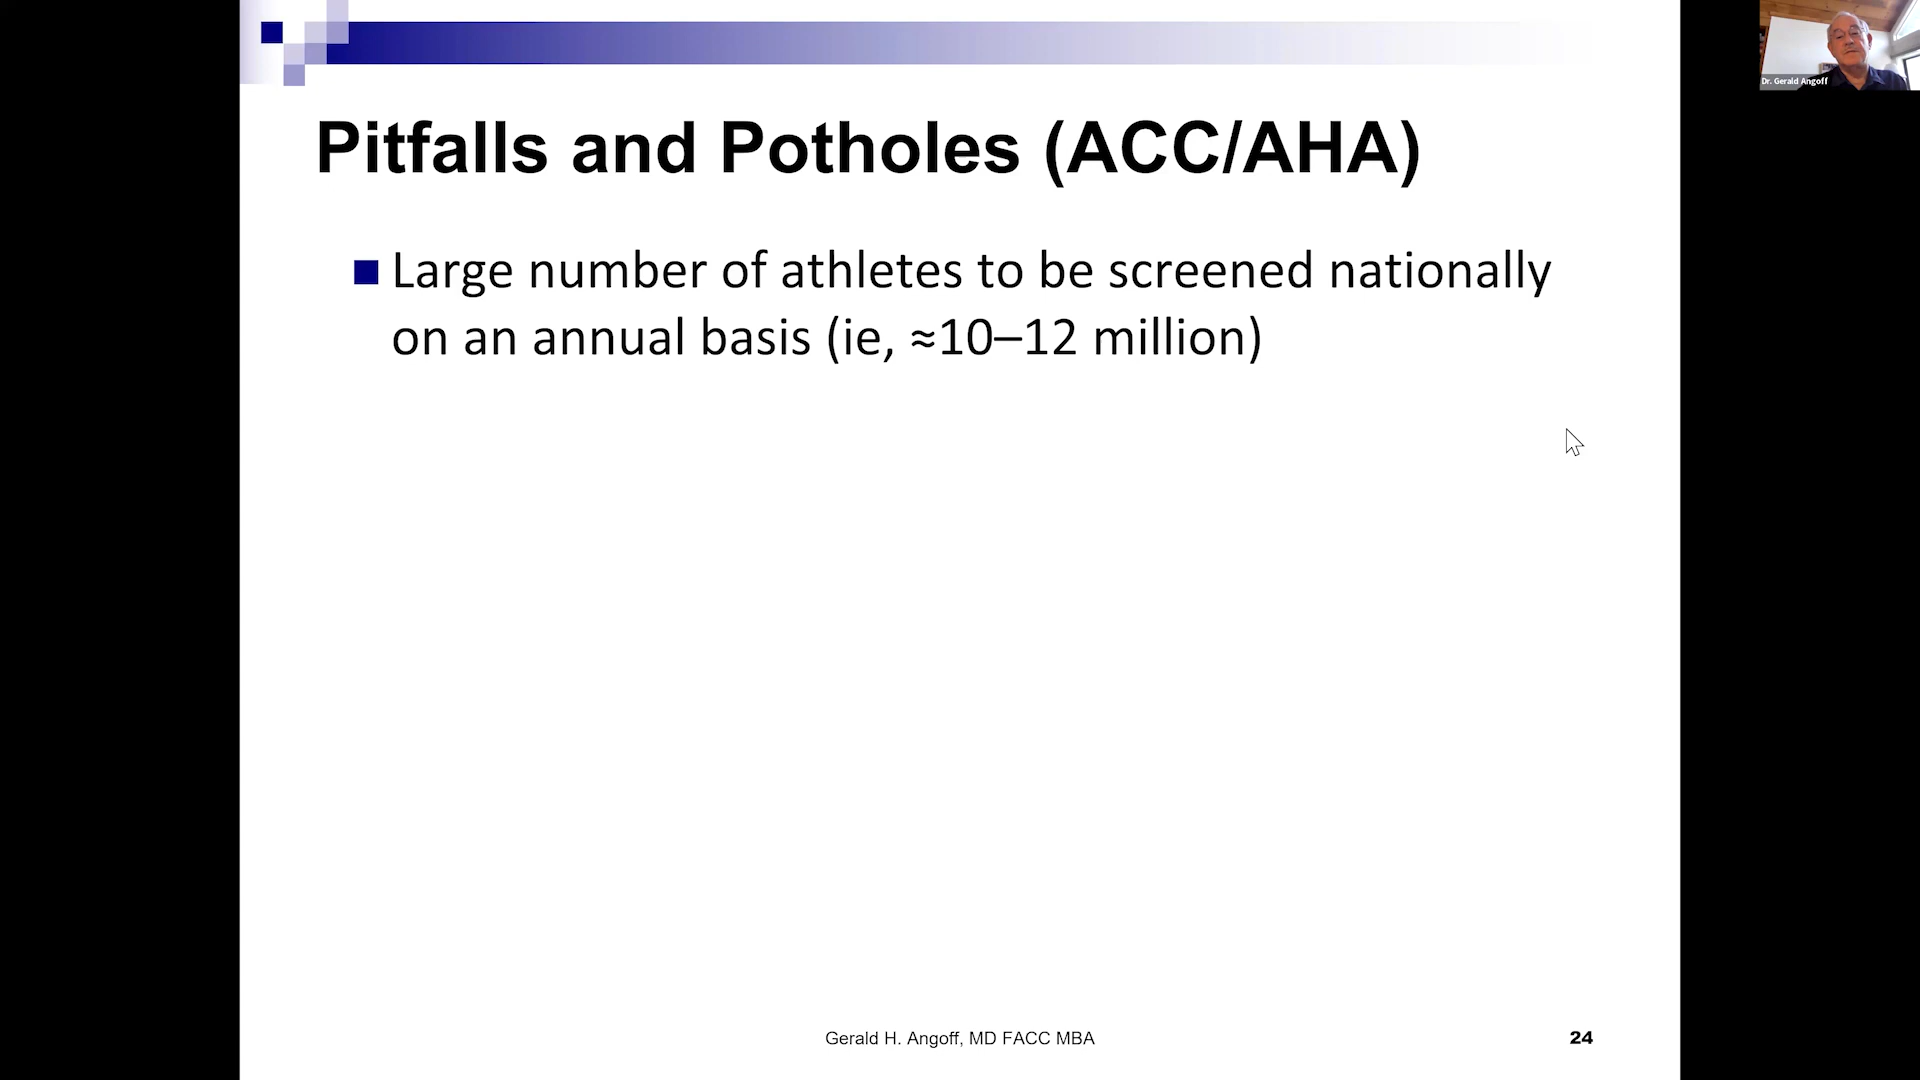 Dr. Gerald Angoff
Pitfalls and Potholes (ACC/AHA)
Large number of athletes to be screened nationally
on an annual basis (ie, ≈10–12 million)
Gerald H. Angoff, MD FACC MBA
24